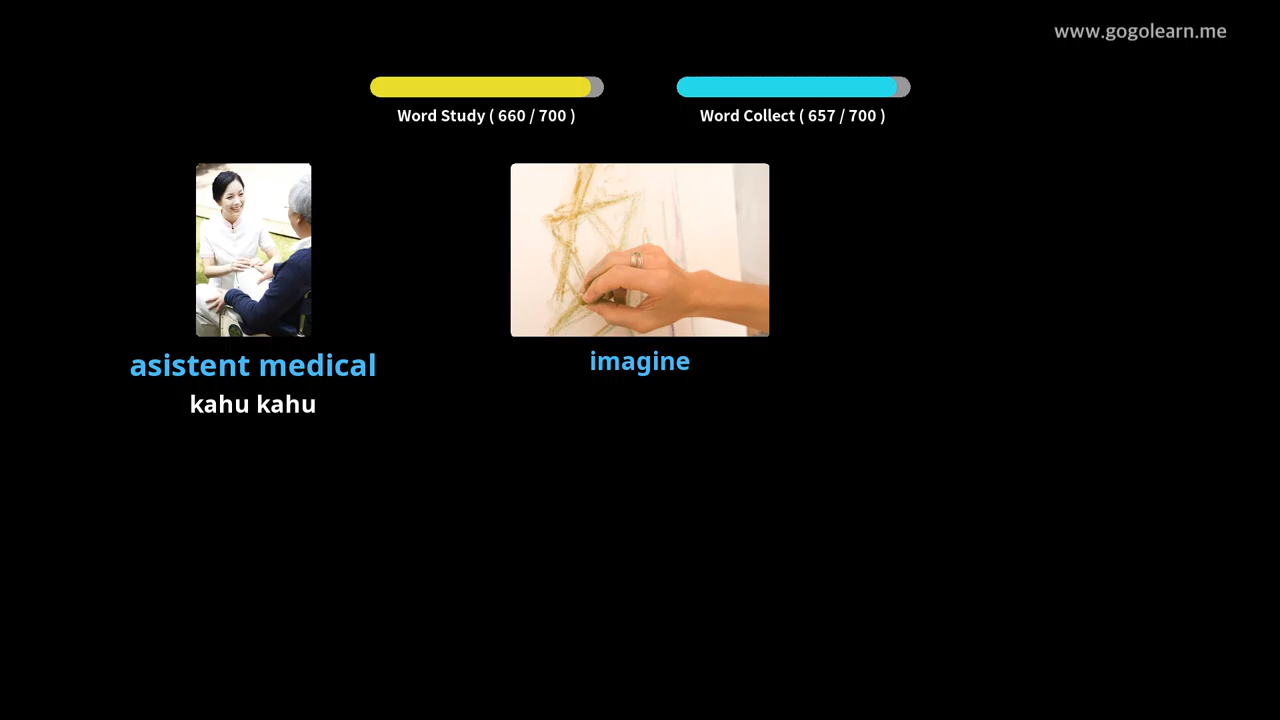 www.gogolearn.me
Word Study ( 660 / 700 )
Word Collect ( 657 / 700 )
asistent medical
kahu kahu
imagine